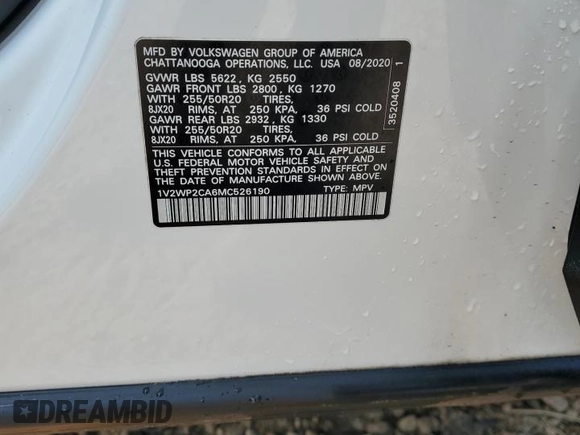 MFD BY VOLKSWAGEN GROUP OF AMERICA
CHATTANOOGA OPERATIONS, LLC. USA 08/2020
GVWR LBS 5622, KG 2550
GAWR FRONT LBS 2800, KG 1270
WITH 255/50R20 TIRES,
8JX20 RIMS, AT 250 KPA, 36 PSI COLD
GAWR REAR LBS 2932, KG 1330
WITH 255/50R20 TIRES,
8JX20 RIMS, AT 250 KPA, 36 PSI COLD
THIS VEHICLE CONFORMS TO ALL APPLICABLE
U.S. FEDERAL MOTOR VEHICLE SAFETY AND
THEFT PREVENTION STANDARDS IN EFFECT ON
THE DATE OF MANUFACTURE SHOWN ABOVE.
1V2WP2CA6MC526190 TYPE: MPV
3520408 1
DREAMBID